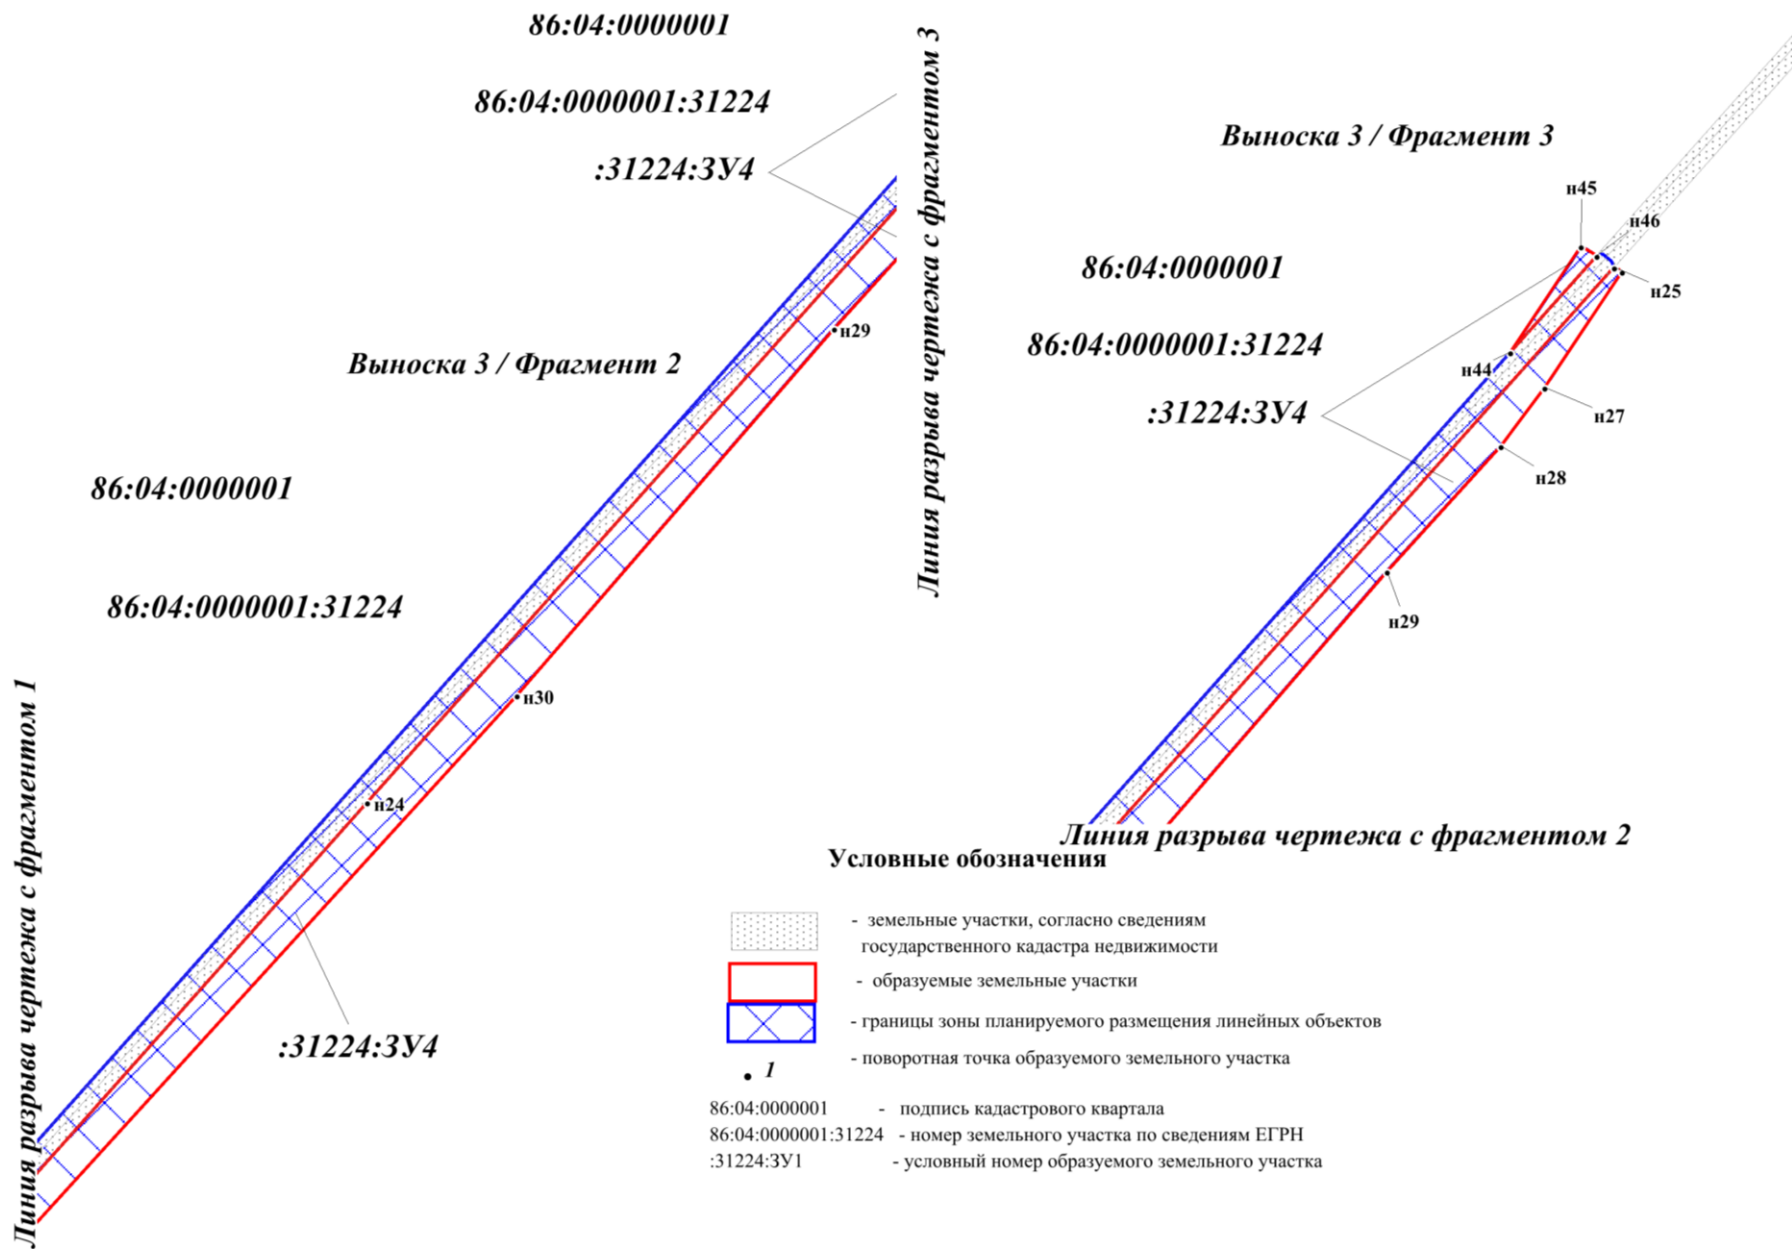 86:04:0000001
86:04:0000001:31224
:31224:ЗУ4
н29
Выноска 3 / Фрагмент 2
86:04:0000001
86:04:0000001:31224
н30
н24
:31224:ЗУ4
Линия разрыва чертежа с фрагментом 1
Линия разрыва чертежа с фрагментом 3
Выноска 3 / Фрагмент 3
н45
н46
86:04:0000001
н25
86:04:0000001:31224
н44
:31224:ЗУ4
н27
н28
н29
Линия разрыва чертежа с фрагментом 2
Условные обозначения
- земельные участки, согласно сведениям
государственного кадастра недвижимости
- образуемые земельные участки
- границы зоны планируемого размещения линейных объектов
- поворотная точка образуемого земельного участка
1
86:04:0000001 - подпись кадастрового квартала
86:04:0000001:31224 - номер земельного участка по сведениям ЕГРН
:31224:ЗУ1 - условный номер образуемого земельного участка